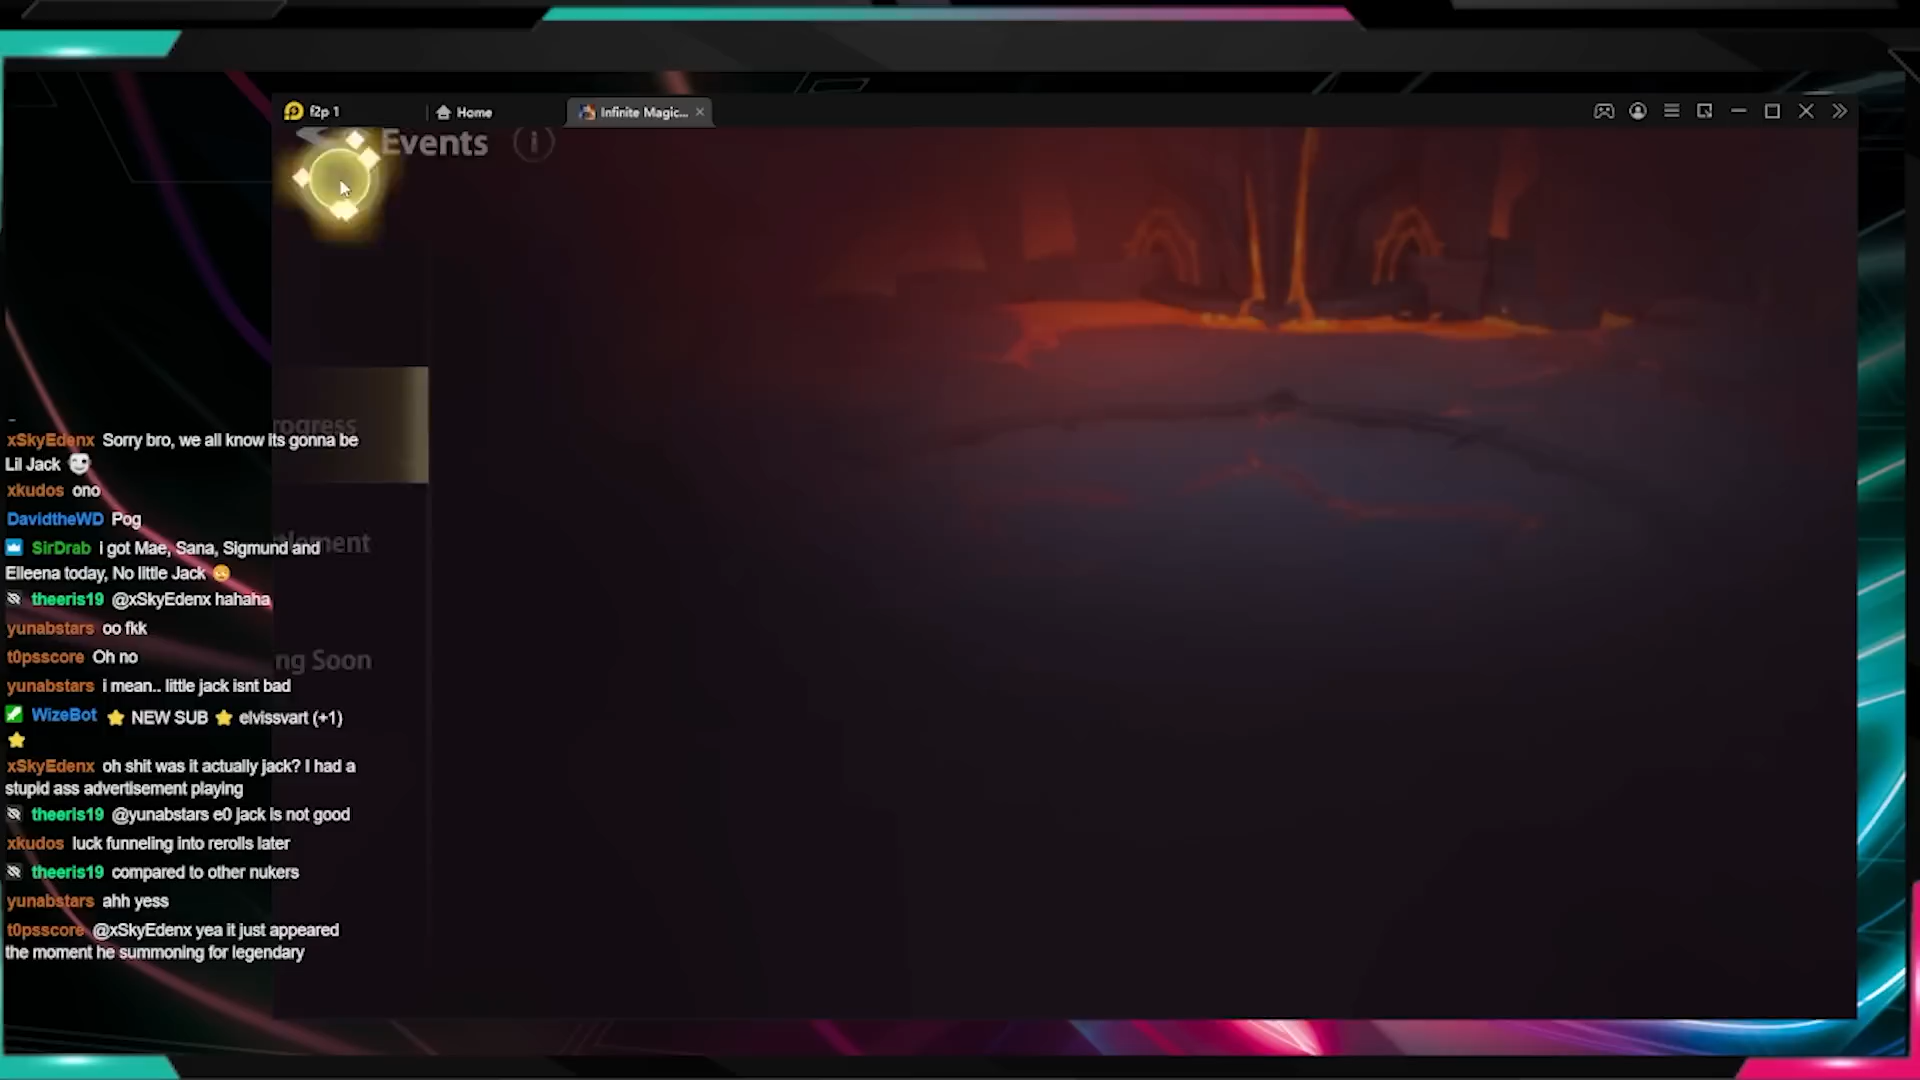 f2p 1
Home
Infinite Magic...
Events
xSkyEdenx Sorry bro, we all know its gonna be
Lil Jack
xkudos ono
DavidtheWD Pog
SirDrab i got Mae, Sana, Sigmund and
Elleena today, No little Jack
theeris19 @xSkyEdenx hahaha
yunabstars oo fkk
t0psscore Oh no
ng Soon
yunabstars i mean.. little jack isnt bad
WizeBot NEW SUB elvissvart (+1)
xSkyEdenx oh shit was it actually jack? I had a
stupid ass advertisement playing
theeris19 @yunabstars e0 jack is not good
xkudos luck funneling into rerolls later
theeris19 compared to other nukers
yunabstars ahh yess
t0psscore @xSkyEdenx yea it just appeared
the moment he summoning for legendary